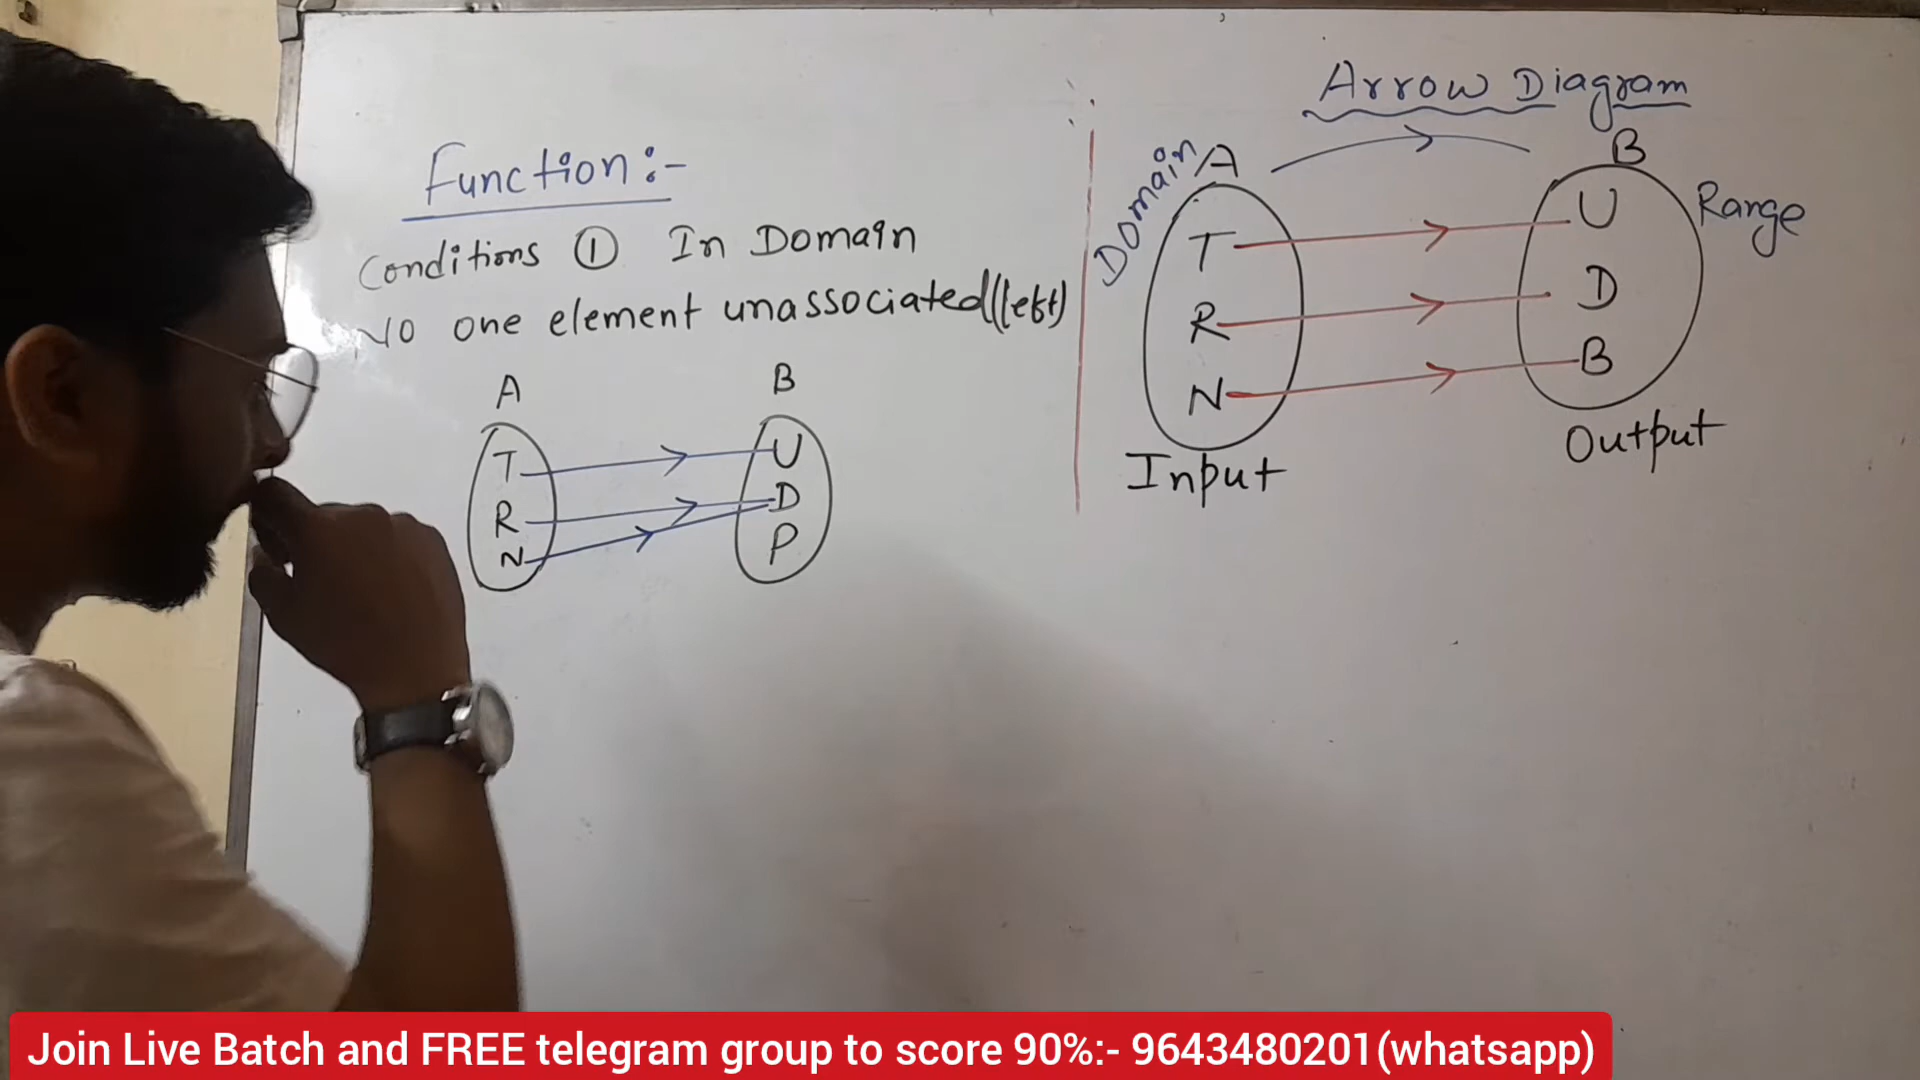 Function:-
Conditions ① In Domain
No one element unassociated(left)
A
B
T
R
N
U
D
P
Arrow Diagram
Domain
A
B
Range
T
R
N
U
D
B
Input
Output
Join Live Batch and FREE telegram group to score 90%:- 9643480201(whatsapp)